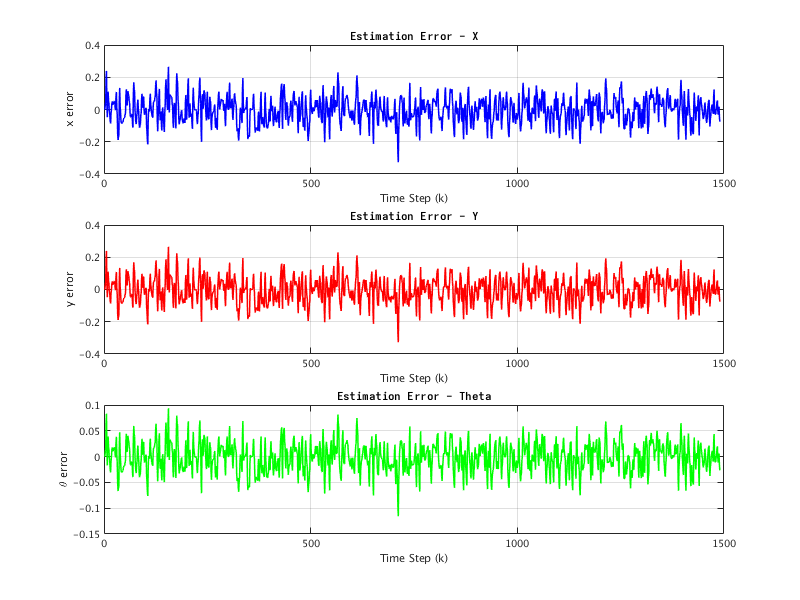 Estimation Error - X
0.4
0.2
0
-0.2
-0.4
x error
0 500 1000 1500
Time Step (k)
Estimation Error - Y
0.4
0.2
0
-0.2
-0.4
y error
0 500 1000 1500
Time Step (k)
Estimation Error - Theta
0.1
0.05
0
-0.05
-0.1
-0.15
θ error
0 500 1000 1500
Time Step (k)